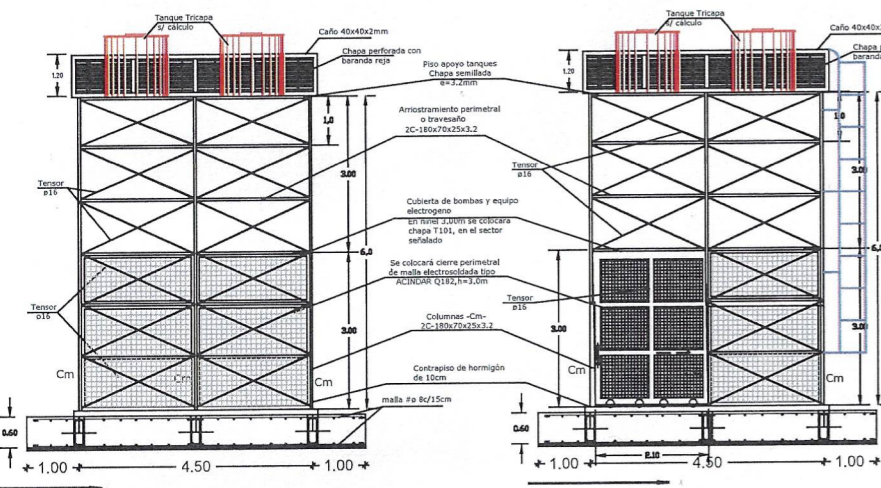 Tanque Tricapa
s/ cálculo
Caño 40x40x2mm
Chapa perforada con
baranda reja
1.20
Piso apoyo tanques
Chapa semillada
e=3.2mm
1,0
Arriostramiento perimetral
o travesaño
2C-180x70x25x3.2
3.00
Tensor
ø16
Cubierta de bombas y equipo
electrogeno
En ninel 3,00m se colocara
chapa T101, en el sector
señalado
6,0
Se colocará cierre perimetral
de malla electrosoldada tipo
ACINDAR Q182,h=3.0m
Tensor
ø16
3.00
Columnas -Cm-
2C-180x70x25x3.2
Cm
Cm
Cm
Contrapiso de hormigón
de 10cm
malla #ø 8c/15cm
0.60
1.00
4.50
1.00
Tanque Tricapa
s/ cálculo
Caño 40x40x2
Chapa p
baranda
1.20
1,0
Tensor
ø16
3.00
6,0
Tensor
ø16
3.00
3.00
Cm
0.60
2.10
1.00
4.50
1.00